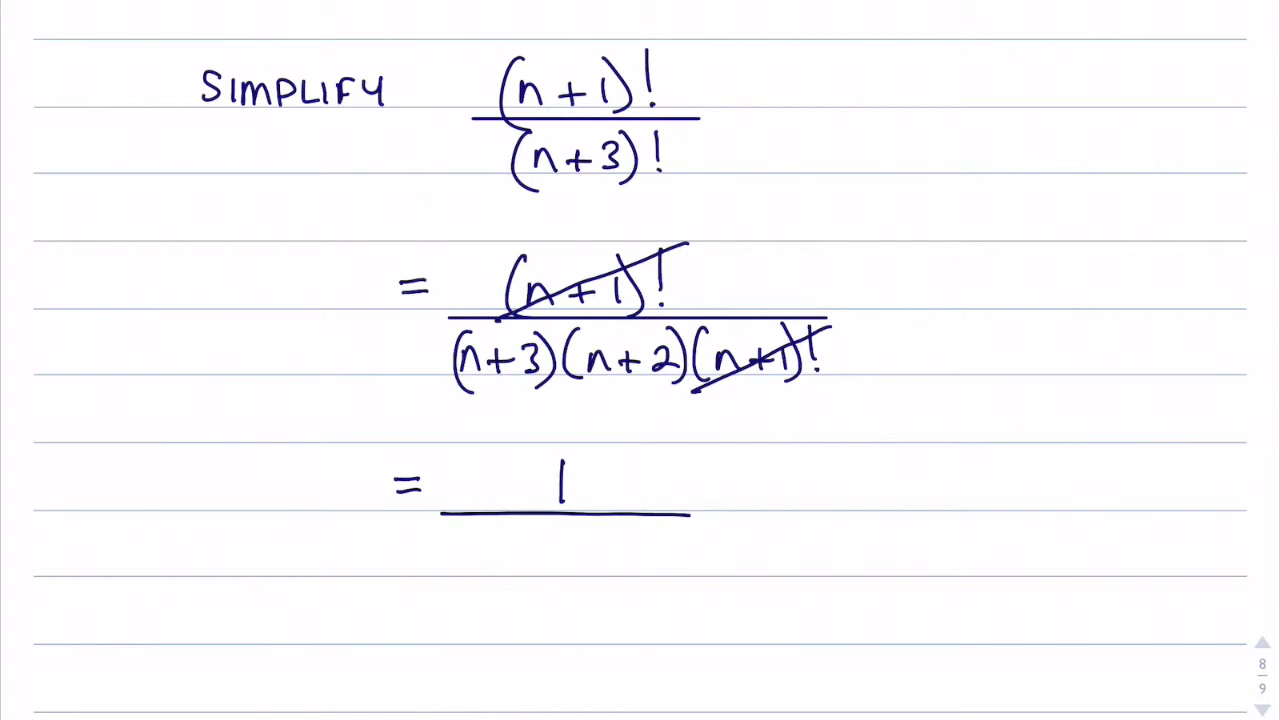 SIMPLIFY (n+1)!
(n+3)!
= (n+1)!
(n+3)(n+2)(n+1)!
= 1
8
9